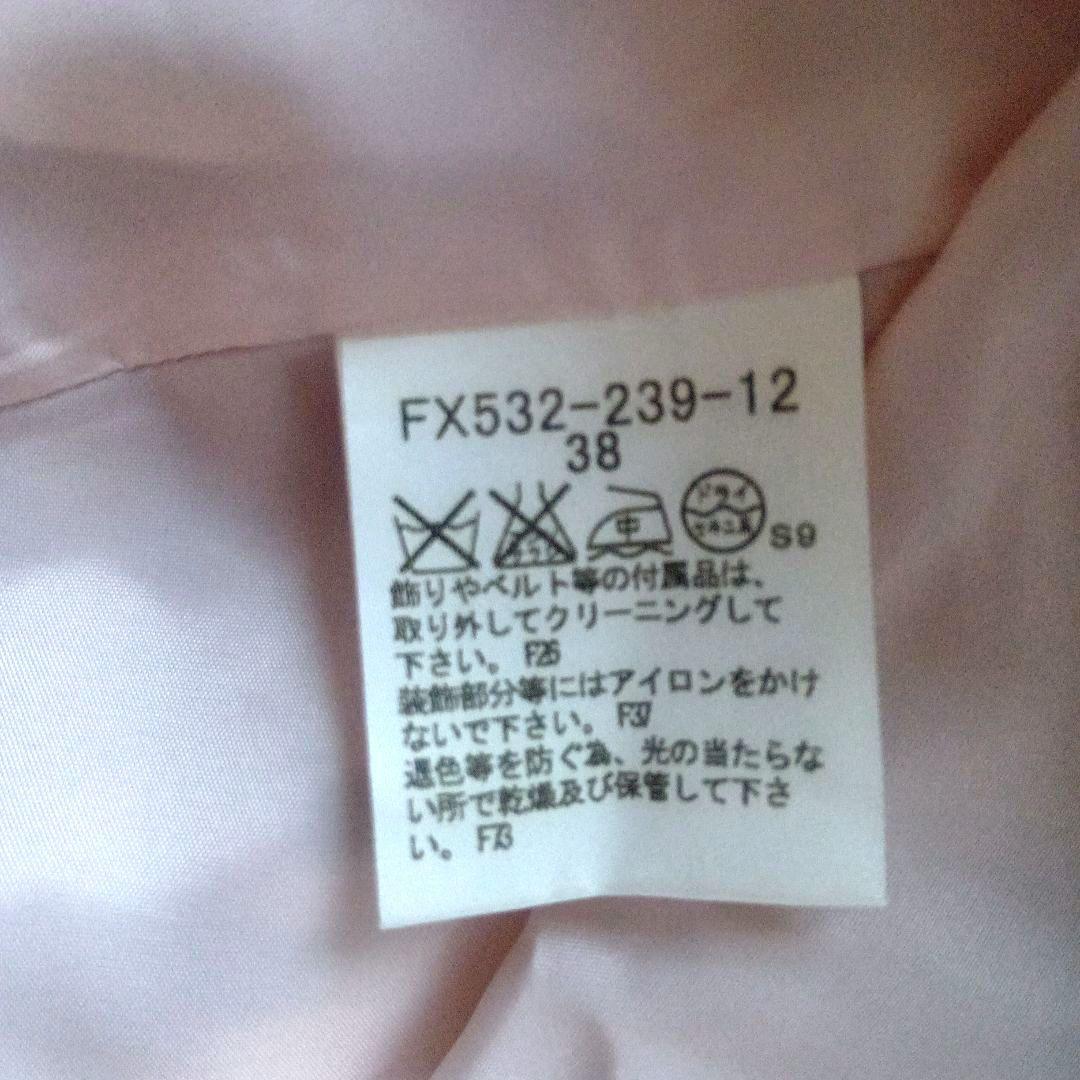 FX532-239-12
38
中
ドライ
セキユ系
S9
飾りやベルト等の付属品は、
取り外してクリーニングして
下さい。 F26
装飾部分等にはアイロンをかけ
ないで下さい。 F37
退色等を防ぐ為、光の当たらな
い所で乾燥及び保管して下さ
い。 F73